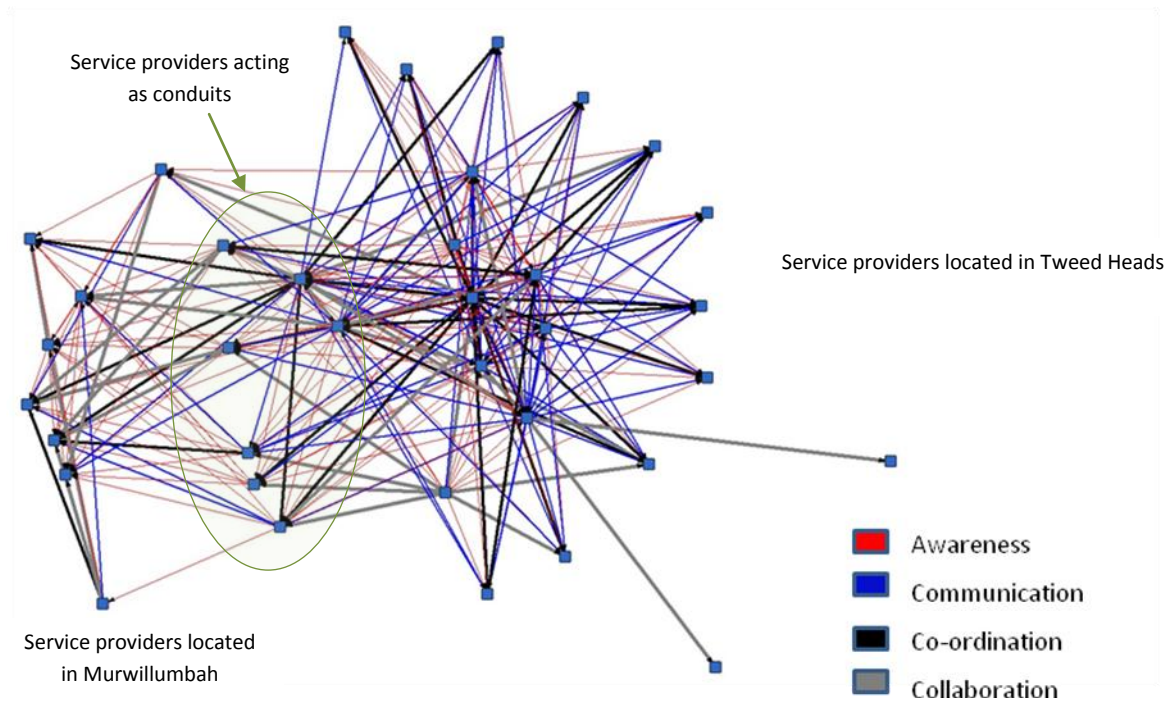 Service providers acting
as conduits
Service providers located in Tweed Heads
Service providers located
in Murwillumbah
Awareness
Communication
Co-ordination
Collaboration